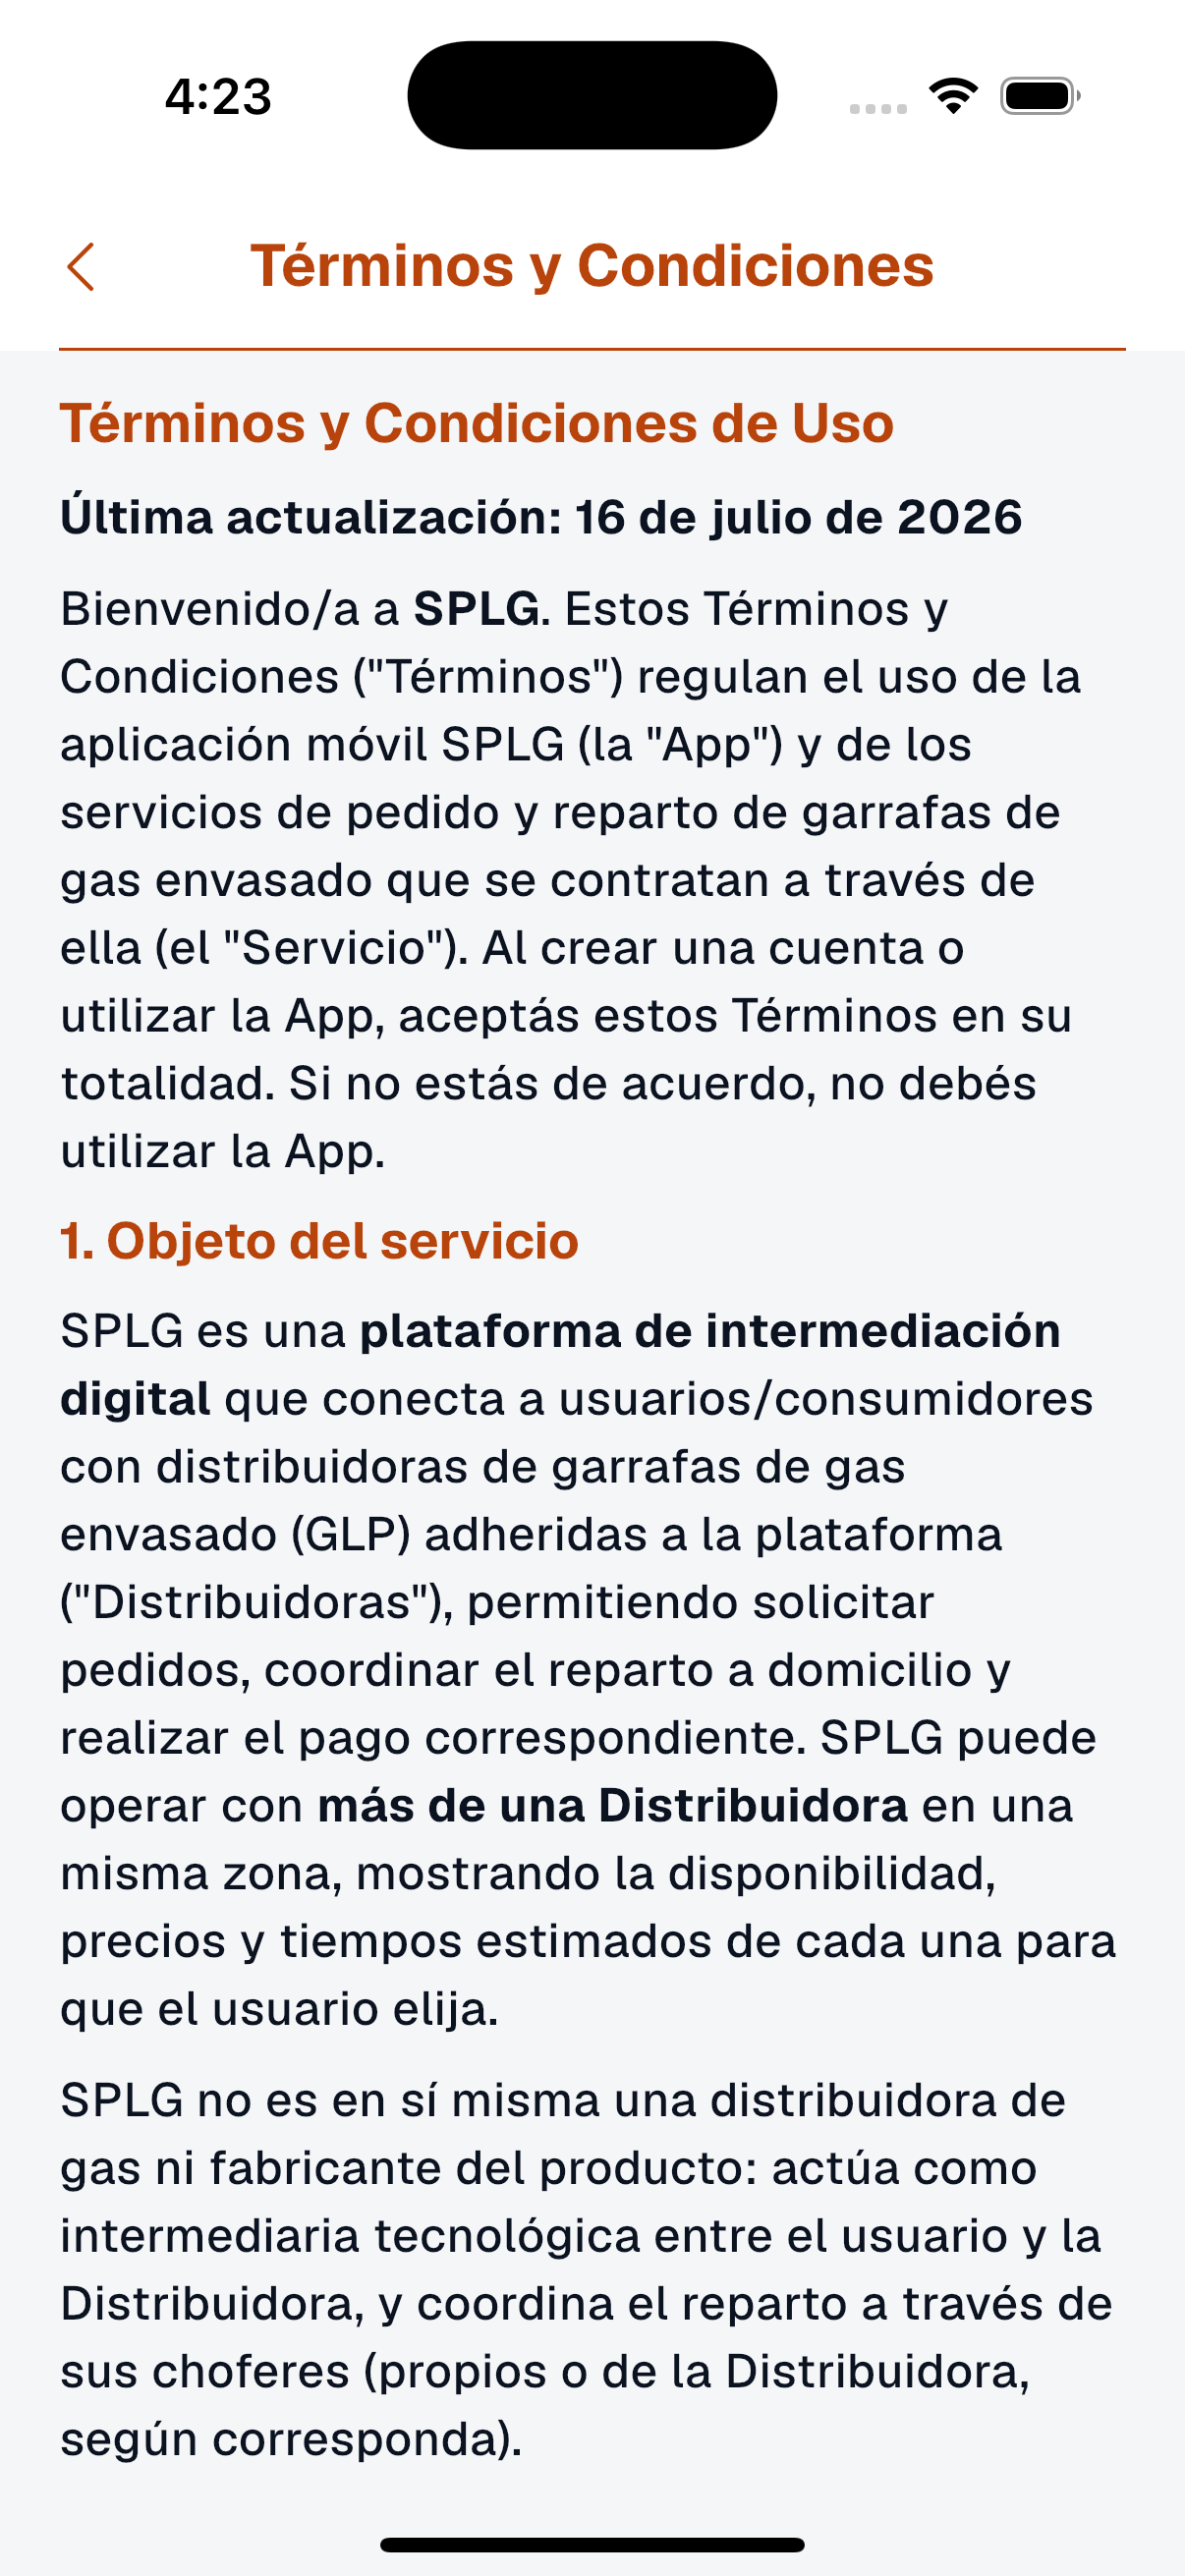 4:23
Términos y Condiciones
Términos y Condiciones de Uso
Última actualización: 16 de julio de 2026
Bienvenido/a a SPLG. Estos Términos y
Condiciones ("Términos") regulan el uso de la
aplicación móvil SPLG (la "App") y de los
servicios de pedido y reparto de garrafas de
gas envasado que se contratan a través de
ella (el "Servicio"). Al crear una cuenta o
utilizar la App, aceptás estos Términos en su
totalidad. Si no estás de acuerdo, no debés
utilizar la App.
1. Objeto del servicio
SPLG es una plataforma de intermediación
digital que conecta a usuarios/consumidores
con distribuidoras de garrafas de gas
envasado (GLP) adheridas a la plataforma
("Distribuidoras"), permitiendo solicitar
pedidos, coordinar el reparto a domicilio y
realizar el pago correspondiente. SPLG puede
operar con más de una Distribuidora en una
misma zona, mostrando la disponibilidad,
precios y tiempos estimados de cada una para
que el usuario elija.
SPLG no es en sí misma una distribuidora de
gas ni fabricante del producto: actúa como
intermediaria tecnológica entre el usuario y la
Distribuidora, y coordina el reparto a través de
sus choferes (propios o de la Distribuidora,
según corresponda).